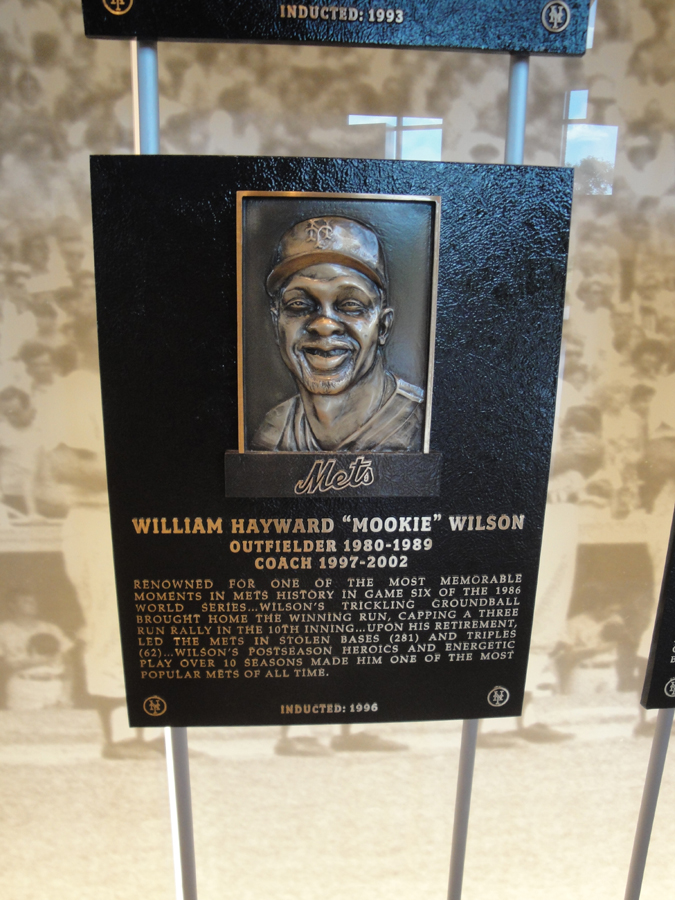 INDUCTED: 1993
NY
Mets
WILLIAM HAYWARD "MOOKIE" WILSON
OUTFIELDER 1980-1989
COACH 1997-2002
RENOWNED FOR ONE OF THE MOST MEMORABLE
MOMENTS IN METS HISTORY IN GAME SIX OF THE 1986
WORLD SERIES...WILSON'S TRICKLING GROUNDBALL
BROUGHT HOME THE WINNING RUN, CAPPING A THREE
RUN RALLY IN THE 10TH INNING...UPON HIS RETIREMENT,
LED THE METS IN STOLEN BASES (281) AND TRIPLES
(62)...WILSON'S POSTSEASON HEROICS AND ENERGETIC
PLAY OVER 10 SEASONS MADE HIM ONE OF THE MOST
POPULAR METS OF ALL TIME.
INDUCTED: 1996